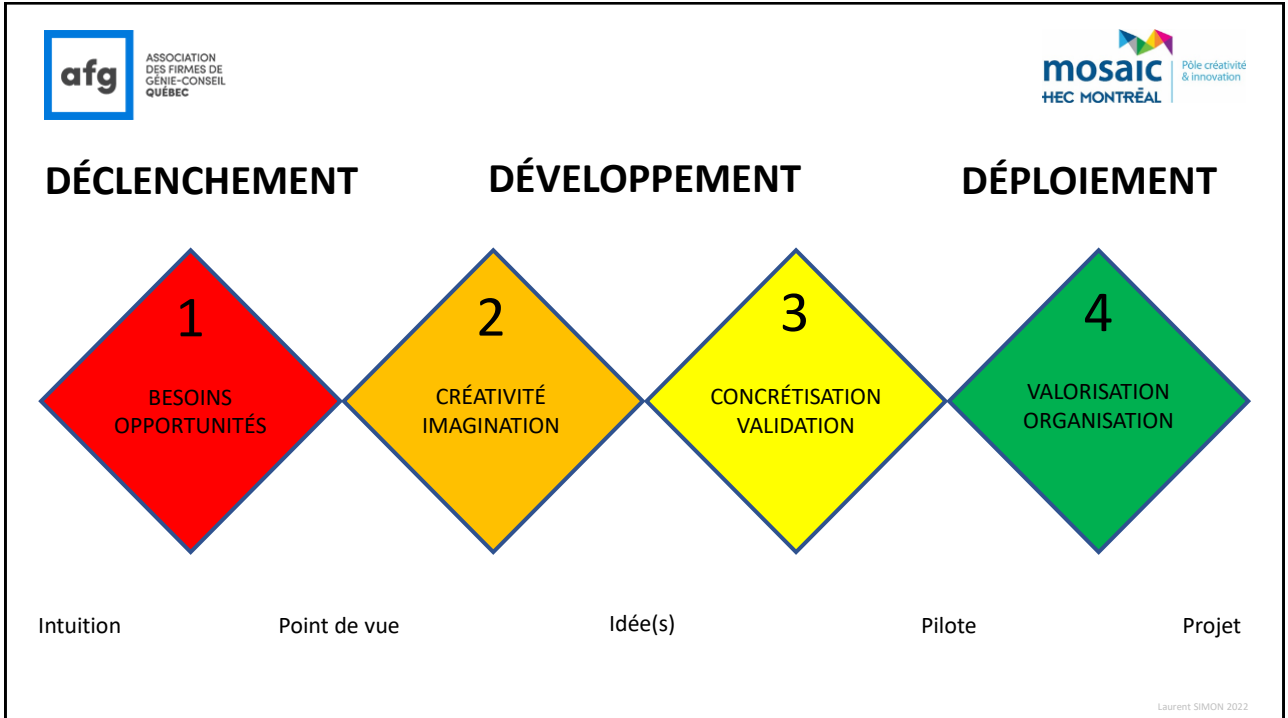 afg
ASSOCIATION
DES FIRMES DE
GÉNIE-CONSEIL
QUÉBEC
mosaic
HEC MONTRÉAL
Pôle créativité
& innovation
DÉCLENCHEMENT
DÉVELOPPEMENT
DÉPLOIEMENT
1
BESOINS
OPPORTUNITÉS
2
CRÉATIVITÉ
IMAGINATION
3
CONCRÉTISATION
VALIDATION
4
VALORISATION
ORGANISATION
Intuition
Point de vue
Idée(s)
Pilote
Projet
Laurent SIMON 2022